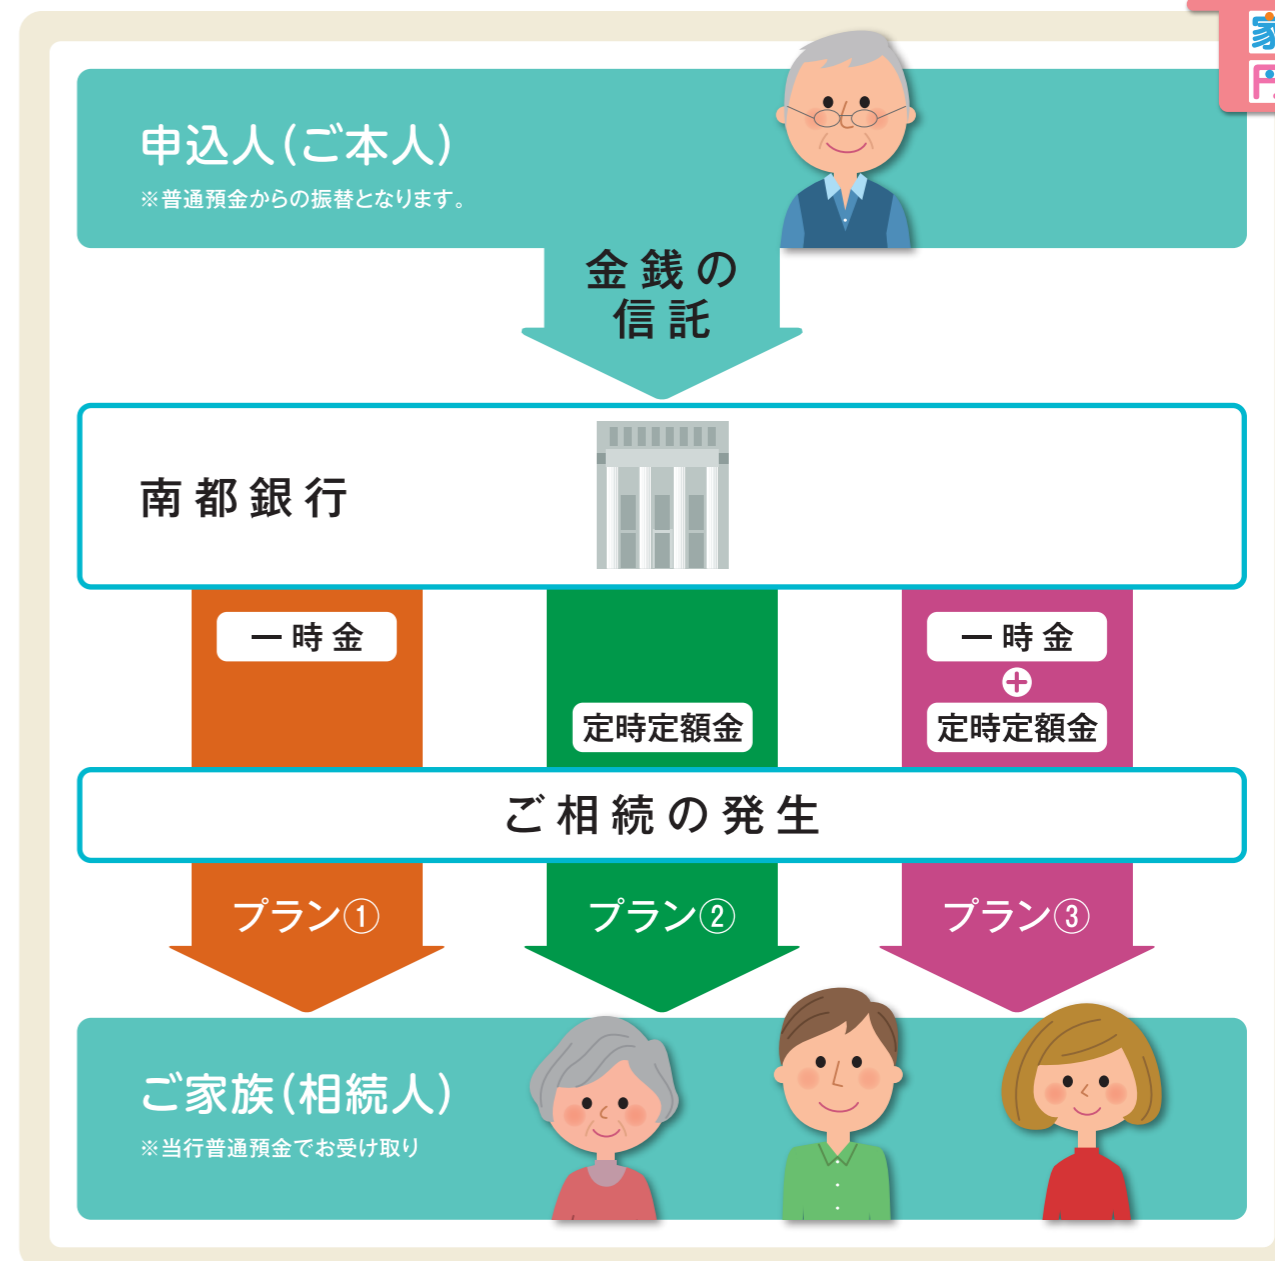 申込人(ご本人)
※普通預金からの振替となります。
金銭の
信託
南都銀行
一時金
定時定額金
一時金
+
定時定額金
ご相続の発生
プラン①
プラン②
プラン③
ご家族(相続人)
※当行普通預金でお受け取り